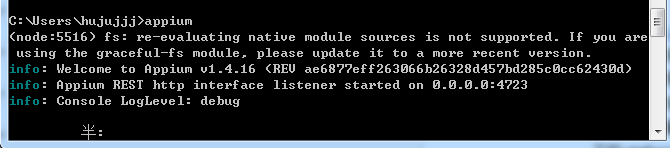 C:\Users\hujujjj>appium
(node:5516) fs: re-evaluating native module sources is not supported. If you are
using the graceful-fs module, please update it to a more recent version.
info: Welcome to Appium v1.4.16 (REV ae6877eff263066b26328d457bd285c0cc62430d)
info: Appium REST http interface listener started on 0.0.0.0:4723
info: Console LogLevel: debug
半: